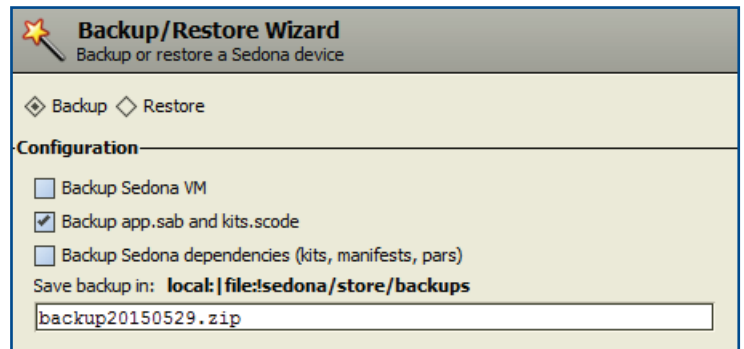 Backup/Restore Wizard
Backup or restore a Sedona device
Backup Restore
Configuration
Backup Sedona VM
Backup app.sab and kits.scode
Backup Sedona dependencies (kits, manifests, pars)
Save backup in: local:|file:!sedona/store/backups
backup20150529.zip